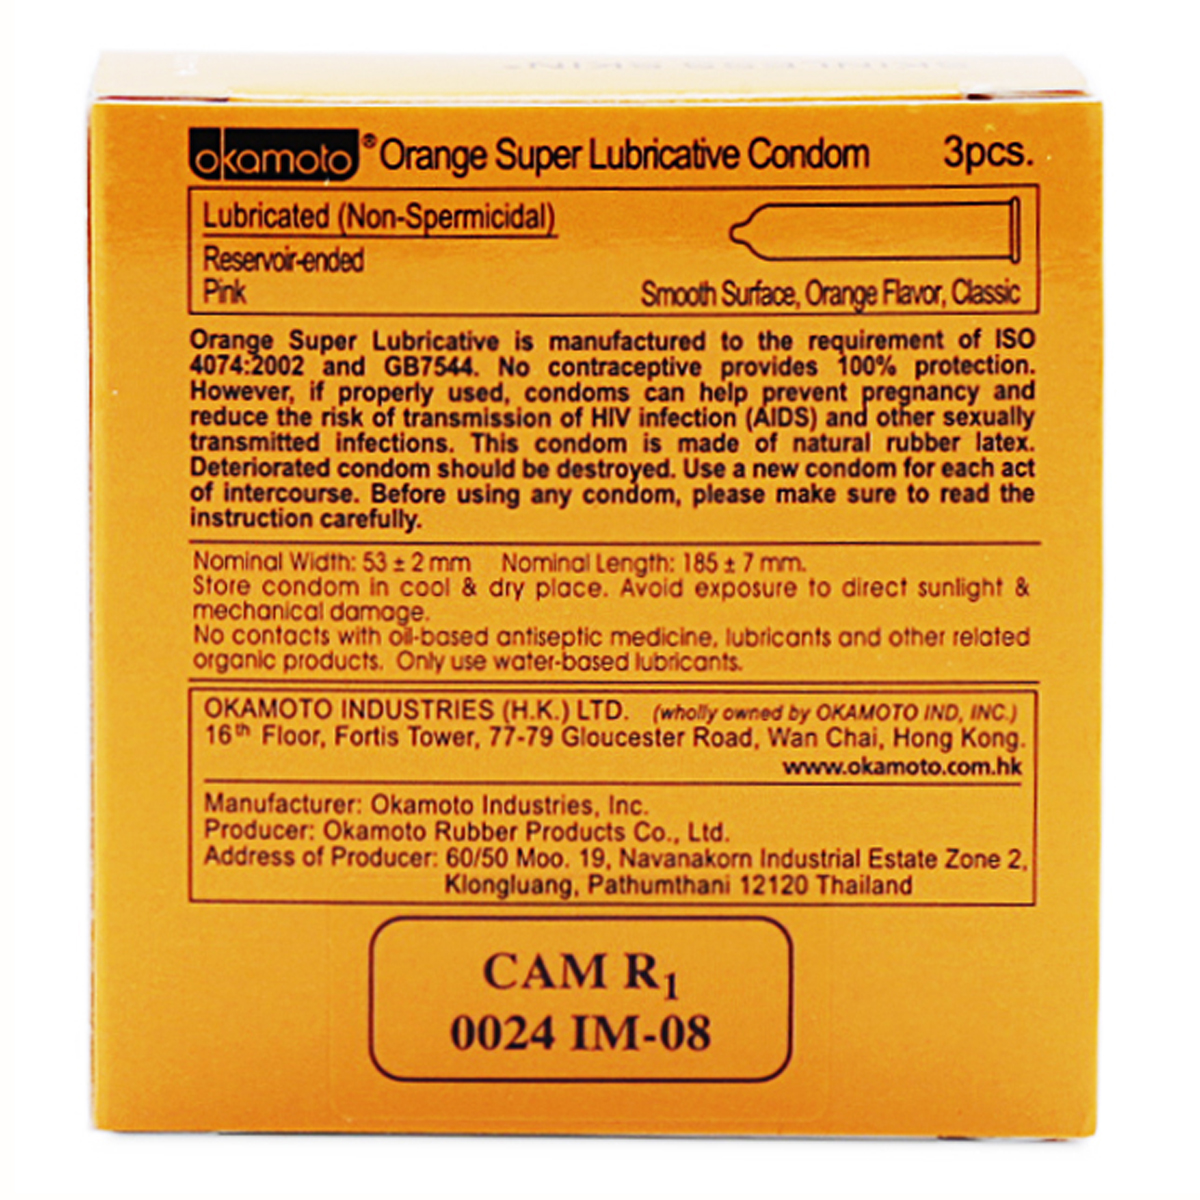 SKINLESS SKIN®
okamoto® Orange Super Lubricative Condom 3pcs.
Lubricated (Non-Spermicidal)
Reservoir-ended
Pink Smooth Surface, Orange Flavor, Classic
Orange Super Lubricative is manufactured to the requirement of ISO
4074:2002 and GB7544. No contraceptive provides 100% protection.
However, if properly used, condoms can help prevent pregnancy and
reduce the risk of transmission of HIV infection (AIDS) and other sexually
transmitted infections. This condom is made of natural rubber latex.
Deteriorated condom should be destroyed. Use a new condom for each act
of intercourse. Before using any condom, please make sure to read the
instruction carefully.
Nominal Width: 53 ± 2 mm Nominal Length: 185 ± 7 mm.
Store condom in cool & dry place. Avoid exposure to direct sunlight &
mechanical damage.
No contacts with oil-based antiseptic medicine, lubricants and other related
organic products. Only use water-based lubricants.
OKAMOTO INDUSTRIES (H.K.) LTD. (wholly owned by OKAMOTO IND, INC.)
16th Floor, Fortis Tower, 77-79 Gloucester Road, Wan Chai, Hong Kong.
www.okamoto.com.hk
Manufacturer: Okamoto Industries, Inc.
Producer: Okamoto Rubber Products Co., Ltd.
Address of Producer: 60/50 Moo. 19, Navanakorn Industrial Estate Zone 2,
Klongluang, Pathumthani 12120 Thailand
CAM R1
0024 IM-08